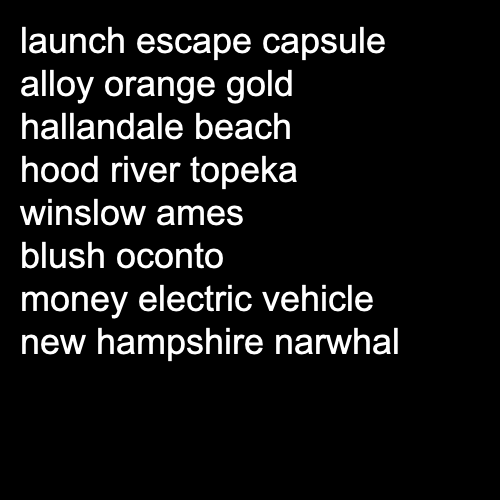 launch escape capsule
alloy orange gold
hallandale beach
hood river topeka
winslow ames
blush oconto
money electric vehicle
new hampshire narwhal